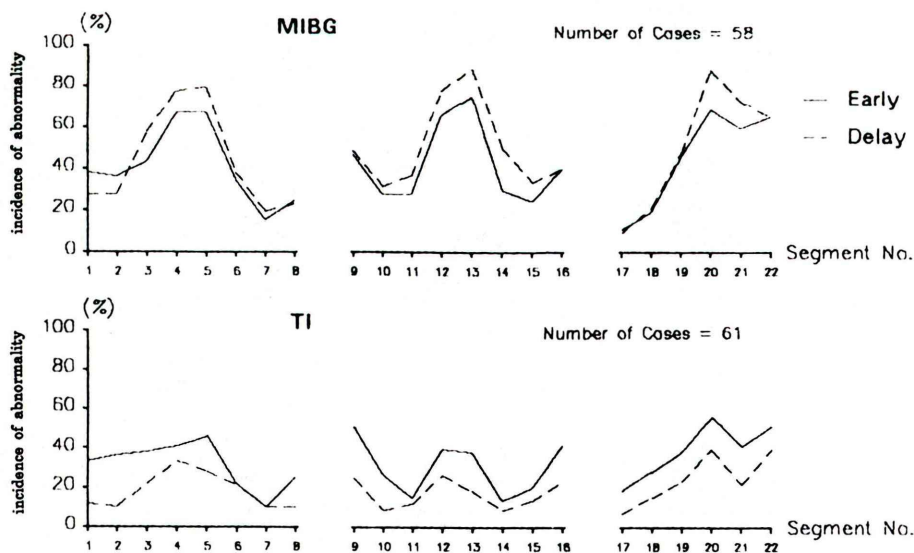 (%)
MIBG
Number of Cases = 58
incidence of abnormality
100
80
60
40
20
0
1 2 3 4 5 6 7 8
9 10 11 12 13 14 15 16
17 18 19 20 21 22
Segment No.
Early
Delay
(%)
Tl
Number of Cases = 61
incidence of abnormality
100
80
60
40
20
0
1 2 3 4 5 6 7 8
9 10 11 12 13 14 15 16
17 18 19 20 21 22
Segment No.